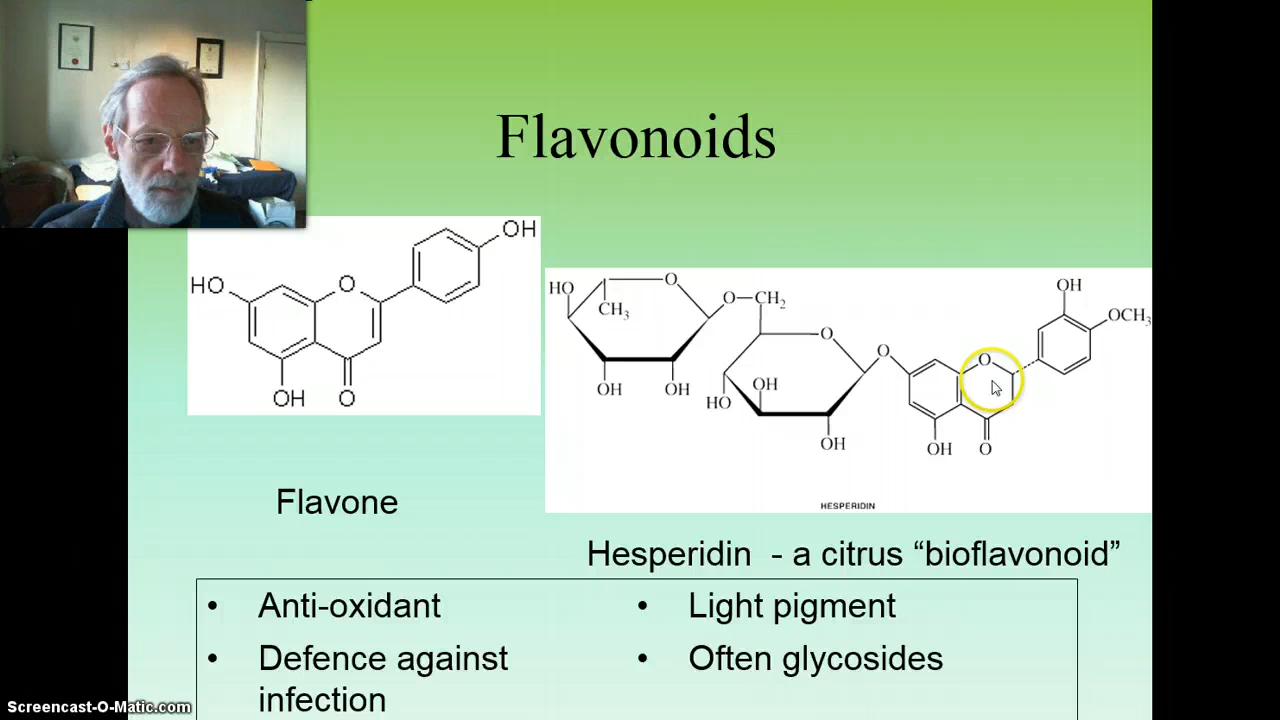 Flavonoids
OH
HO
O
OH
O
HO
O
CH3
O
CH2
OH
OH
O
O
HO
OH
OH
OH
OCH3
O
OH
O
HESPERIDIN
Flavone
Hesperidin - a citrus “bioflavonoid”
• Anti-oxidant
• Defence against
infection
• Light pigment
• Often glycosides
Screencast-O-Matic.com